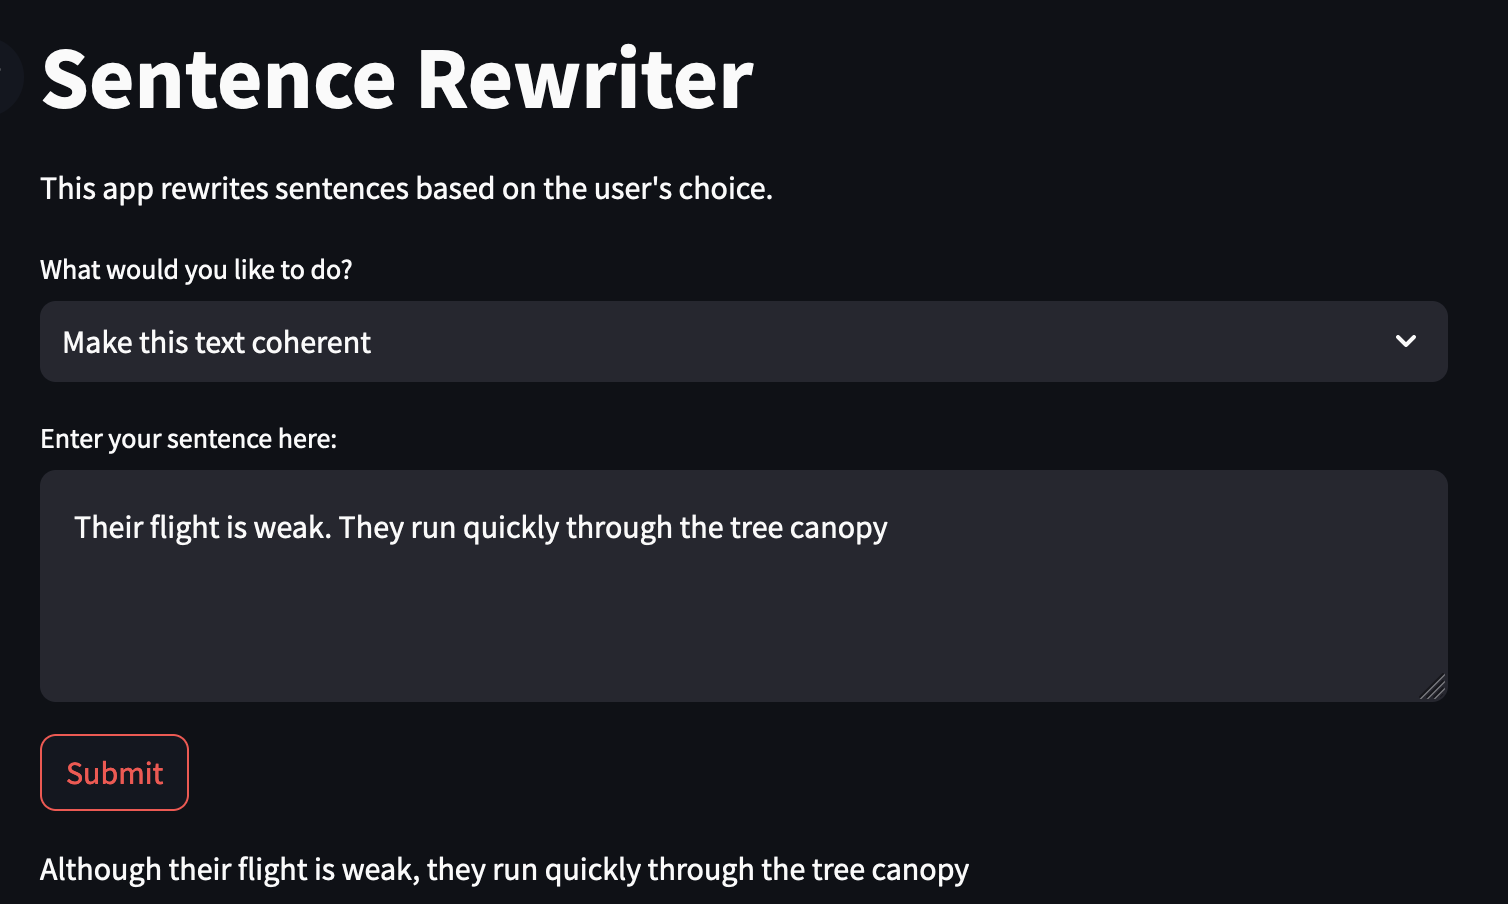 Sentence Rewriter
This app rewrites sentences based on the user's choice.
What would you like to do?
Make this text coherent
Enter your sentence here:
Their flight is weak. They run quickly through the tree canopy
Submit
Although their flight is weak, they run quickly through the tree canopy